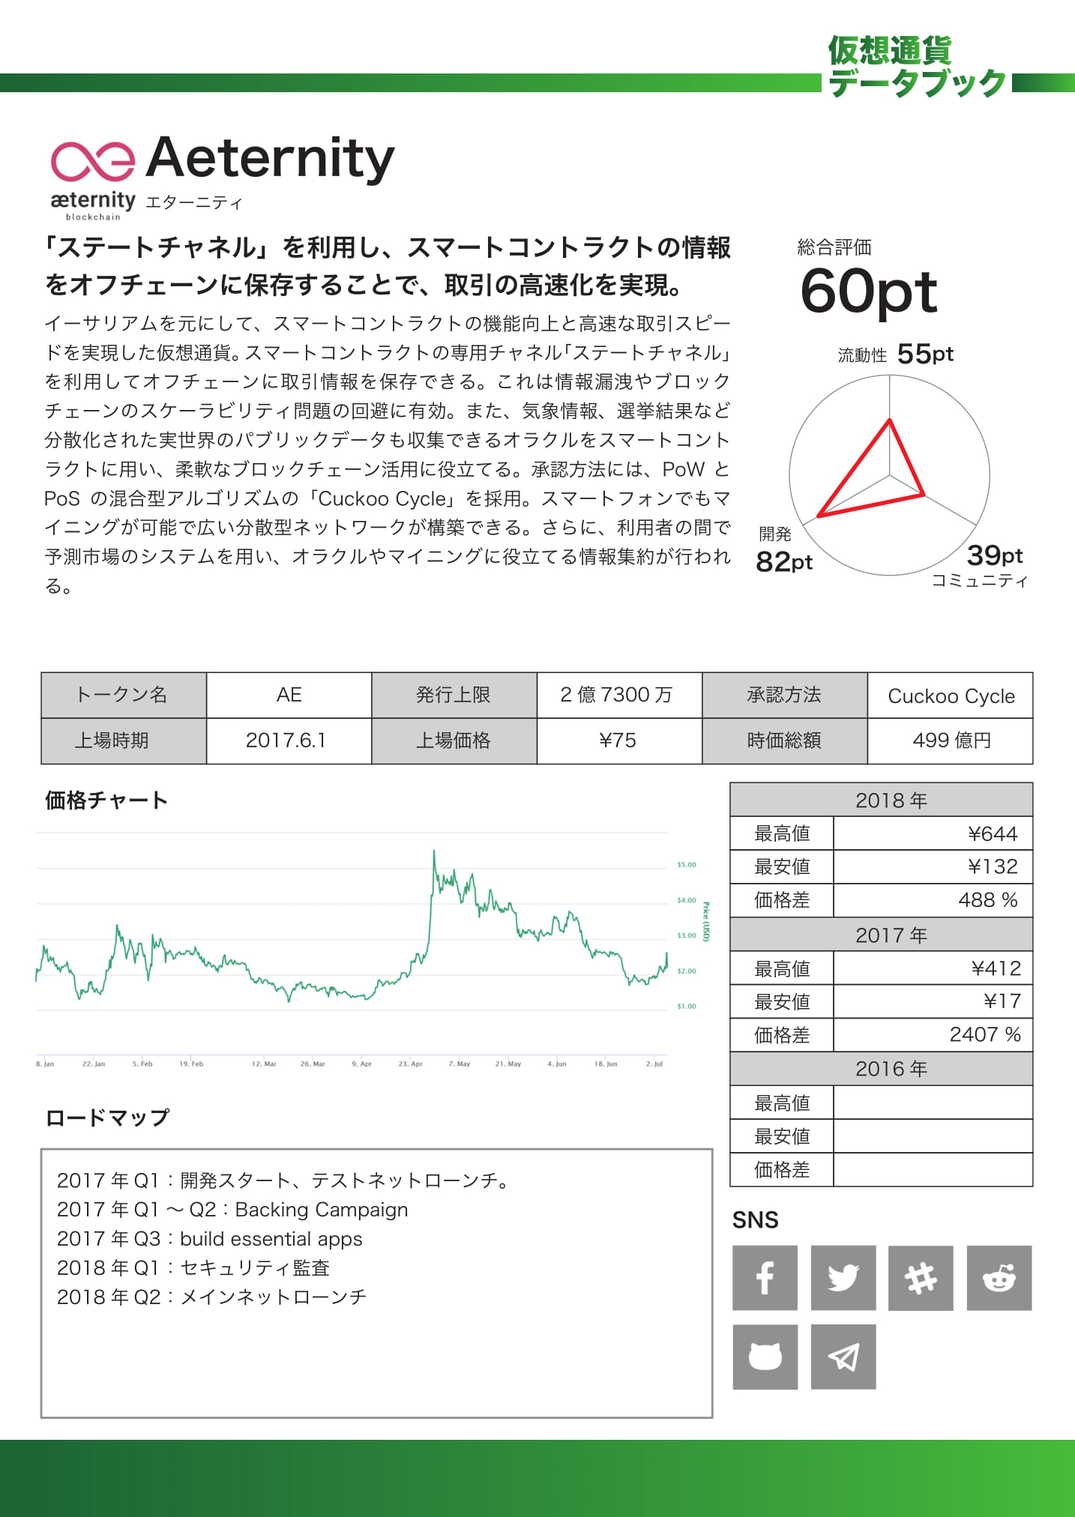 仮想通貨
データブック
Aeternity
æternity
blockchain
エターニティ
「ステートチャネル」を利用し、スマートコントラクトの情報
をオフチェーンに保存することで、取引の高速化を実現。
イーサリアムを元にして、スマートコントラクトの機能向上と高速な取引スピー
ドを実現した仮想通貨。スマートコントラクトの専用チャネル「ステートチャネル」
を利用してオフチェーンに取引情報を保存できる。これは情報漏洩やブロック
チェーンのスケーラビリティ問題の回避に有効。また、気象情報、選挙結果など
分散化された実世界のパブリックデータも収集できるオラクルをスマートコント
ラクトに用い、柔軟なブロックチェーン活用に役立てる。承認方法には、PoW と
PoS の混合型アルゴリズムの「Cuckoo Cycle」を採用。スマートフォンでもマ
イニングが可能で広い分散型ネットワークが構築できる。さらに、利用者の間で
予測市場のシステムを用い、オラクルやマイニングに役立てる情報集約が行われ
る。
総合評価
60pt
流動性 55pt
開発
82pt
39pt
コミュニティ
トークン名 AE 発行上限 2 億 7300 万 承認方法 Cuckoo Cycle
上場時期 2017.6.1 上場価格 ¥75 時価総額 499 億円
価格チャート
$5.00
$4.00
$3.00
$2.00
$1.00
Price (USD)
8. Jan 22. Jan 5. Feb 19. Feb 12. Mar 26. Mar 9. Apr 23. Apr 7. May 21. May 4. Jun 18. Jun 2. Jul
2018 年
最高値 ¥644
最安値 ¥132
価格差 488 %
2017 年
最高値 ¥412
最安値 ¥17
価格差 2407 %
2016 年
最高値
最安値
価格差
ロードマップ
2017 年 Q1：開発スタート、テストネットローンチ。
2017 年 Q1 〜 Q2：Backing Campaign
2017 年 Q3：build essential apps
2018 年 Q1：セキュリティ監査
2018 年 Q2：メインネットローンチ
SNS